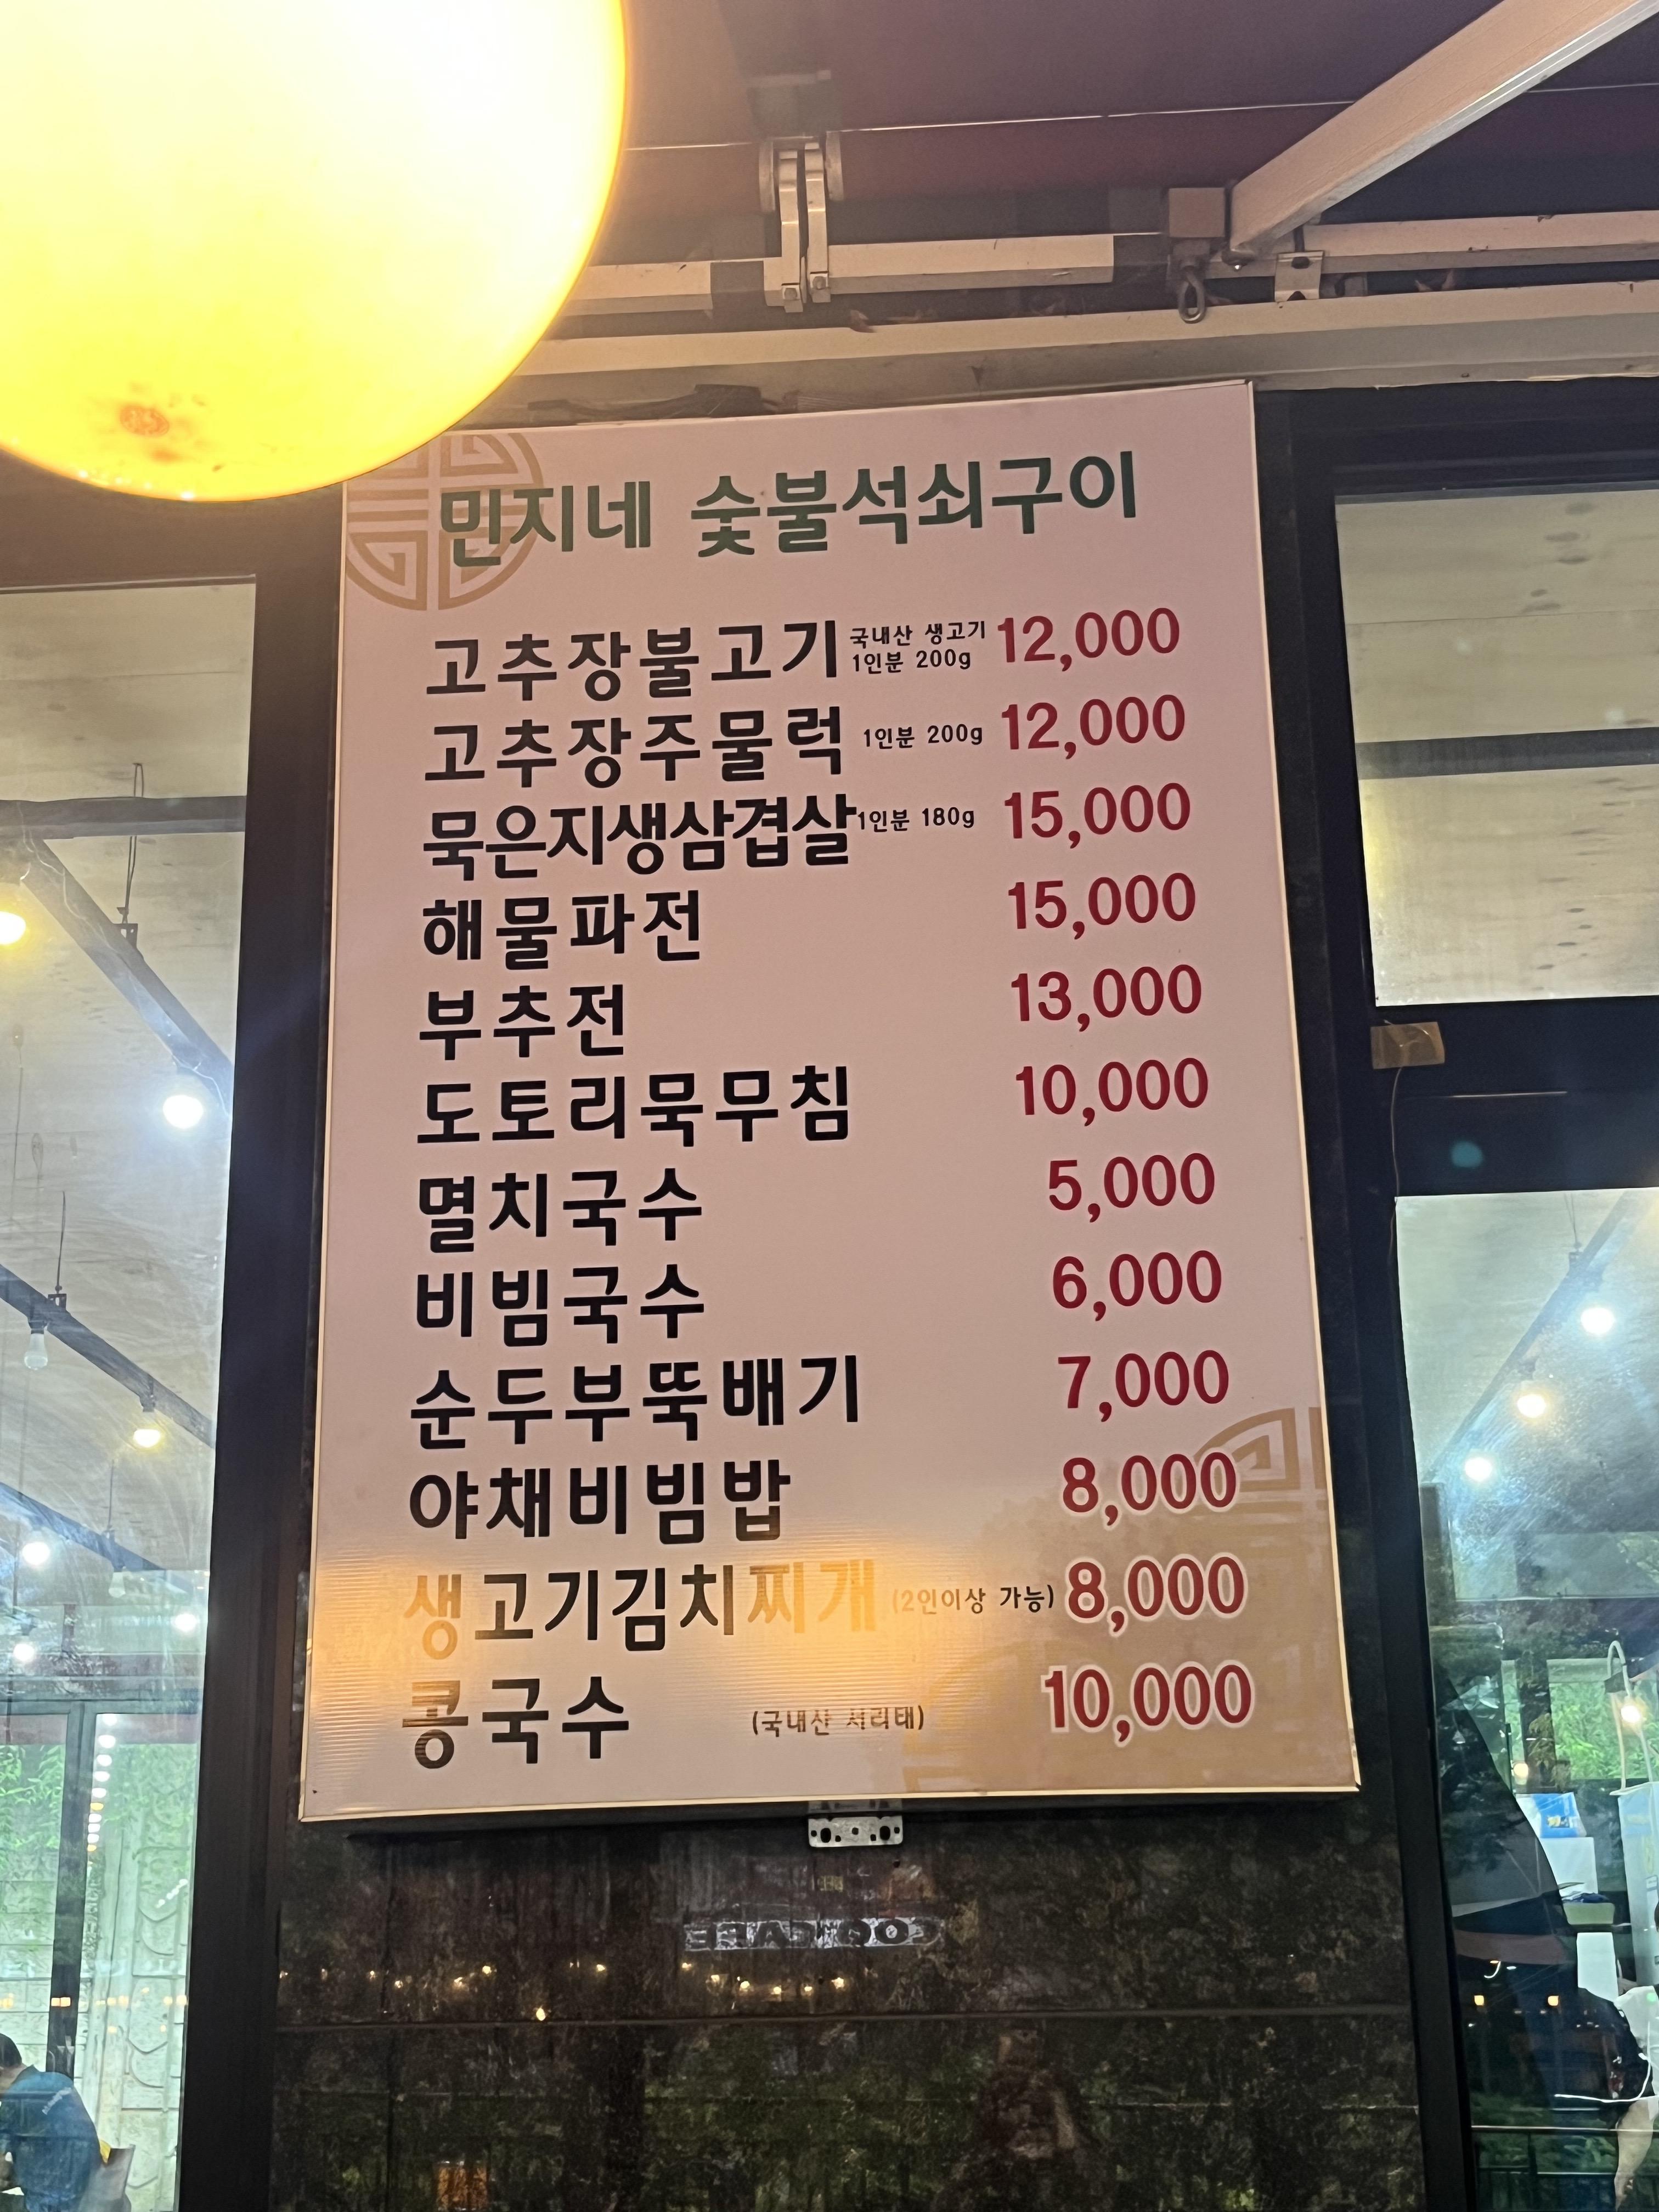 민지네 숯불석쇠구이
고추장불고기 국내산 생고기 1인분 200g 12,000
고추장주물럭 1인분 200g 12,000
묵은지생삼겹살 1인분 180g 15,000
해물파전 15,000
부추전 13,000
도토리묵무침 10,000
멸치국수 5,000
비빔국수 6,000
순두부뚝배기 7,000
야채비빔밥 8,000
생고기김치찌개 (2인이상 가능) 8,000
콩국수 (국내산 서리태) 10,000